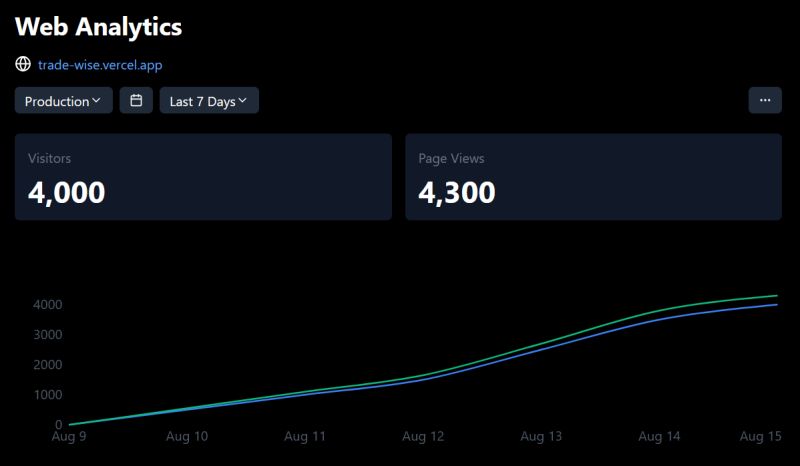 Web Analytics
trade-wise.vercel.app
Production Last 7 Days ...
Visitors Page Views
4,000 4,300
4000
3000
2000
1000
0
Aug 9 Aug 10 Aug 11 Aug 12 Aug 13 Aug 14 Aug 15